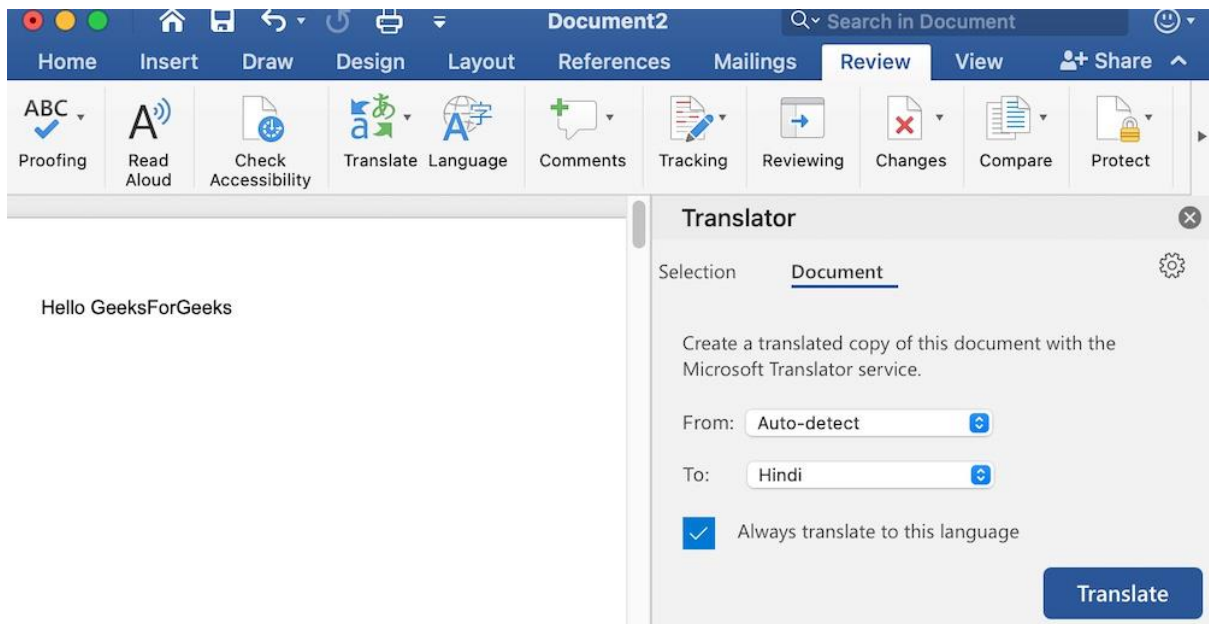 Document2
Search in Document
Home Insert Draw Design Layout References Mailings Review View Share
ABC
Proofing Read Aloud Check Accessibility Translate Language Comments Tracking Reviewing Changes Compare Protect
Translator
Selection Document
Hello GeeksForGeeks
Create a translated copy of this document with the
Microsoft Translator service.
From: Auto-detect
To: Hindi
Always translate to this language
Translate